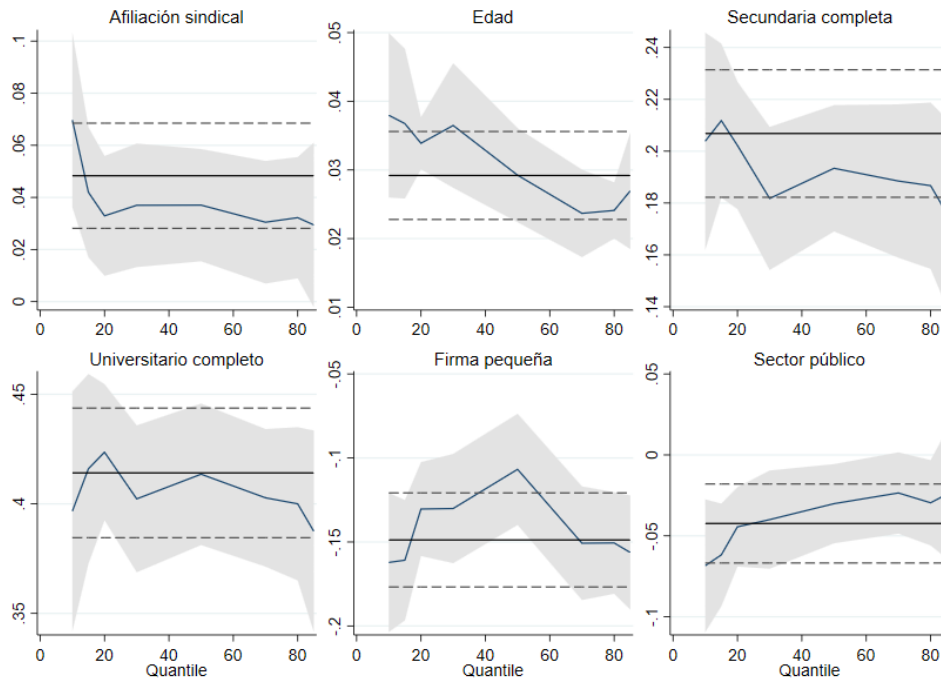 Afiliación sindical
.1
.08
.06
.04
.02
0
0 20 40 60 80
Edad
.05
.04
.03
.02
.01
0 20 40 60 80
Secundaria completa
.24
.22
.2
.18
.16
.14
0 20 40 60 80
Universitario completo
.45
.4
.35
0 20 40 60 80
Quantile
Firma pequeña
-.05
-.1
-.15
-.2
0 20 40 60 80
Quantile
Sector público
.05
0
-.05
-.1
0 20 40 60 80
Quantile